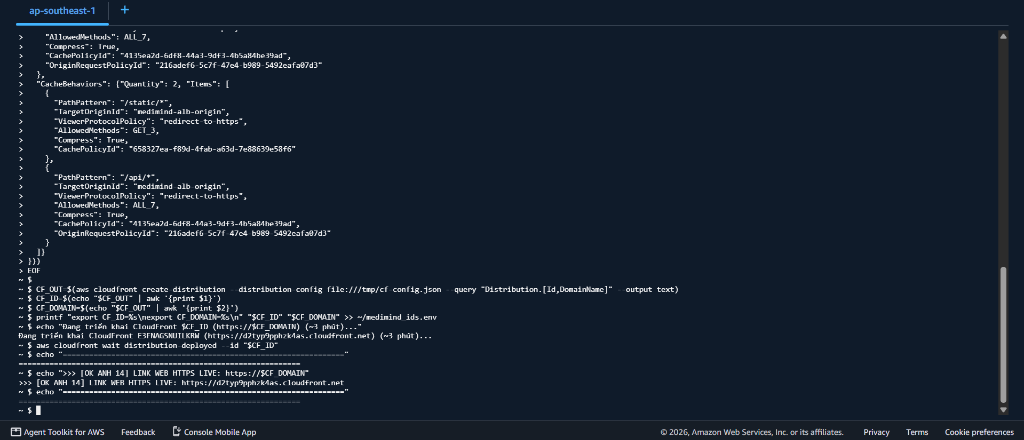 ap-southeast-1
+
> "AllowedMethods": ALL_7,
> "Compress": True,
> "CachePolicyId": "4135ea2d-6df8-44a3-9df3-4b5a84be39ad",
> "OriginRequestPolicyId": "216adef6-5c7f-47e4-b989-5492eafa07d3"
> },
> "CacheBehaviors": {"Quantity": 2, "Items": [
> {
> "PathPattern": "/static/*",
> "TargetOriginId": "medimind-alb-origin",
> "ViewerProtocolPolicy": "redirect-to-https",
> "AllowedMethods": GET_3,
> "Compress": True,
> "CachePolicyId": "658327ea-f89d-4fab-a63d-7e88639e58f6"
> },
> {
> "PathPattern": "/api/*",
> "TargetOriginId": "medimind-alb-origin",
> "ViewerProtocolPolicy": "redirect-to-https",
> "AllowedMethods": ALL_7,
> "Compress": True,
> "CachePolicyId": "4135ea2d-6df8-44a3-9df3-4b5a84be39ad",
> "OriginRequestPolicyId": "216adef6-5c7f-47e4-b989-5492eafa07d3"
> }
> ]}
> }))
> EOF
~ $
~ $ CF_OUT=$(aws cloudfront create-distribution --distribution-config file:///tmp/cf-config.json --query "Distribution.[Id,DomainName]" --output text)
~ $ CF_ID=$(echo "$CF_OUT" | awk '{print $1}')
~ $ CF_DOMAIN=$(echo "$CF_OUT" | awk '{print $2}')
~ $ printf "export CF_ID=%s\nexport CF_DOMAIN=%s\n" "$CF_ID" "$CF_DOMAIN" >> ~/medimind_ids.env
~ $ echo "Đang triển khai CloudFront $CF_ID (https://$CF_DOMAIN) (~3 phút)..."
Đang triển khai CloudFront E3FNAGSNUILKRW (https://d2typ9pphzk4as.cloudfront.net) (~3 phút)...
~ $ aws cloudfront wait distribution-deployed --id "$CF_ID"
~ $ echo "================================================================"
================================================================
~ $ echo ">>> [OK ANH 14] LINK WEB HTTPS LIVE: https://$CF_DOMAIN"
>>> [OK ANH 14] LINK WEB HTTPS LIVE: https://d2typ9pphzk4as.cloudfront.net
~ $ echo "================================================================"
================================================================
~ $
Agent Toolkit for AWS Feedback Console Mobile App © 2026, Amazon Web Services, Inc. or its affiliates. Privacy Terms Cookie preferences